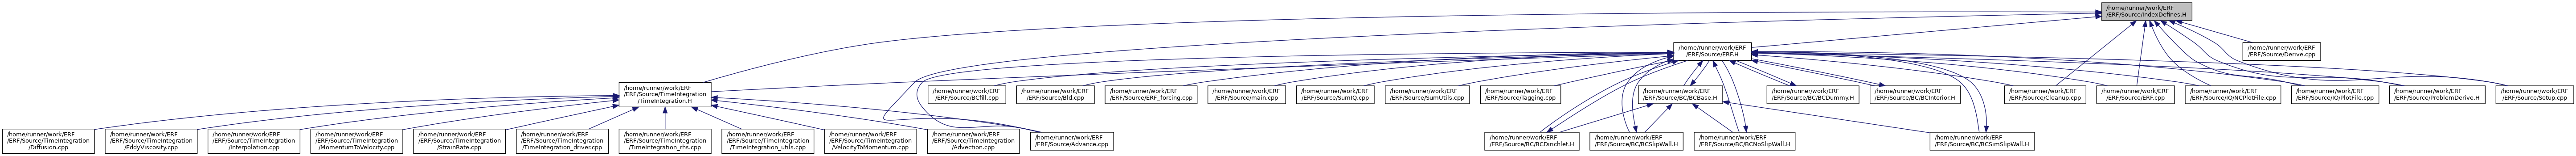 /home/runner/work/ERF
/ERF/Source/IndexDefines.H
/home/runner/work/ERF
/ERF/Source/ERF.H
/home/runner/work/ERF
/ERF/Source/Derive.cpp
/home/runner/work/ERF
/ERF/Source/TimeIntegration
/TimeIntegration.H
/home/runner/work/ERF
/ERF/Source/BCfill.cpp
/home/runner/work/ERF
/ERF/Source/Bld.cpp
/home/runner/work/ERF
/ERF/Source/ERF_forcing.cpp
/home/runner/work/ERF
/ERF/Source/main.cpp
/home/runner/work/ERF
/ERF/Source/SumIQ.cpp
/home/runner/work/ERF
/ERF/Source/SumUtils.cpp
/home/runner/work/ERF
/ERF/Source/Tagging.cpp
/home/runner/work/ERF
/ERF/Source/BC/BCBase.H
/home/runner/work/ERF
/ERF/Source/BC/BCDummy.H
/home/runner/work/ERF
/ERF/Source/BC/BCInterior.H
/home/runner/work/ERF
/ERF/Source/Cleanup.cpp
/home/runner/work/ERF
/ERF/Source/ERF.cpp
/home/runner/work/ERF
/ERF/Source/IO/NCPlotFile.cpp
/home/runner/work/ERF
/ERF/Source/IO/PlotFile.cpp
/home/runner/work/ERF
/ERF/Source/ProblemDerive.H
/home/runner/work/ERF
/ERF/Source/Setup.cpp
/home/runner/work/ERF
/ERF/Source/TimeIntegration
/Diffusion.cpp
/home/runner/work/ERF
/ERF/Source/TimeIntegration
/EddyViscosity.cpp
/home/runner/work/ERF
/ERF/Source/TimeIntegration
/Interpolation.cpp
/home/runner/work/ERF
/ERF/Source/TimeIntegration
/MomentumToVelocity.cpp
/home/runner/work/ERF
/ERF/Source/TimeIntegration
/StrainRate.cpp
/home/runner/work/ERF
/ERF/Source/TimeIntegration
/TimeIntegration_driver.cpp
/home/runner/work/ERF
/ERF/Source/TimeIntegration
/TimeIntegration_rhs.cpp
/home/runner/work/ERF
/ERF/Source/TimeIntegration
/TimeIntegration_utils.cpp
/home/runner/work/ERF
/ERF/Source/TimeIntegration
/VelocityToMomentum.cpp
/home/runner/work/ERF
/ERF/Source/TimeIntegration
/Advection.cpp
/home/runner/work/ERF
/ERF/Source/Advance.cpp
/home/runner/work/ERF
/ERF/Source/BC/BCDirichlet.H
/home/runner/work/ERF
/ERF/Source/BC/BCSlipWall.H
/home/runner/work/ERF
/ERF/Source/BC/BCNoSlipWall.H
/home/runner/work/ERF
/ERF/Source/BC/BCSimSlipWall.H